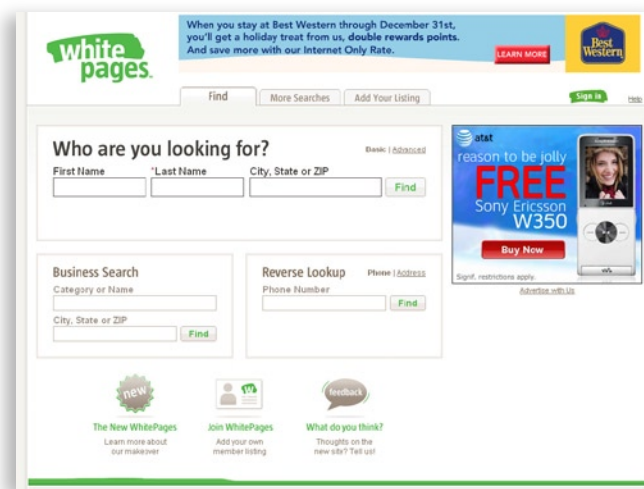 white
pages.
When you stay at Best Western through December 31st,
you'll get a holiday treat from us, double rewards points.
And save more with our Internet Only Rate.
LEARN MORE
Best
Western
Find
More Searches
Add Your Listing
Sign in
Help
Who are you looking for?
Basic | Advanced
First Name
*Last Name
City, State or ZIP
Find
at&t
reason to be jolly
FREE
Sony Ericsson
W350
Buy Now
Signif. restrictions apply.
Advertise with Us
Business Search
Category or Name
City, State or ZIP
Find
Reverse Lookup
Phone | Address
Phone Number
Find
new
The New WhitePages
Learn more about
our makeover
w
Join WhitePages
Add your own
member listing
feedback
What do you think?
Thoughts on the
new site? Tell us!